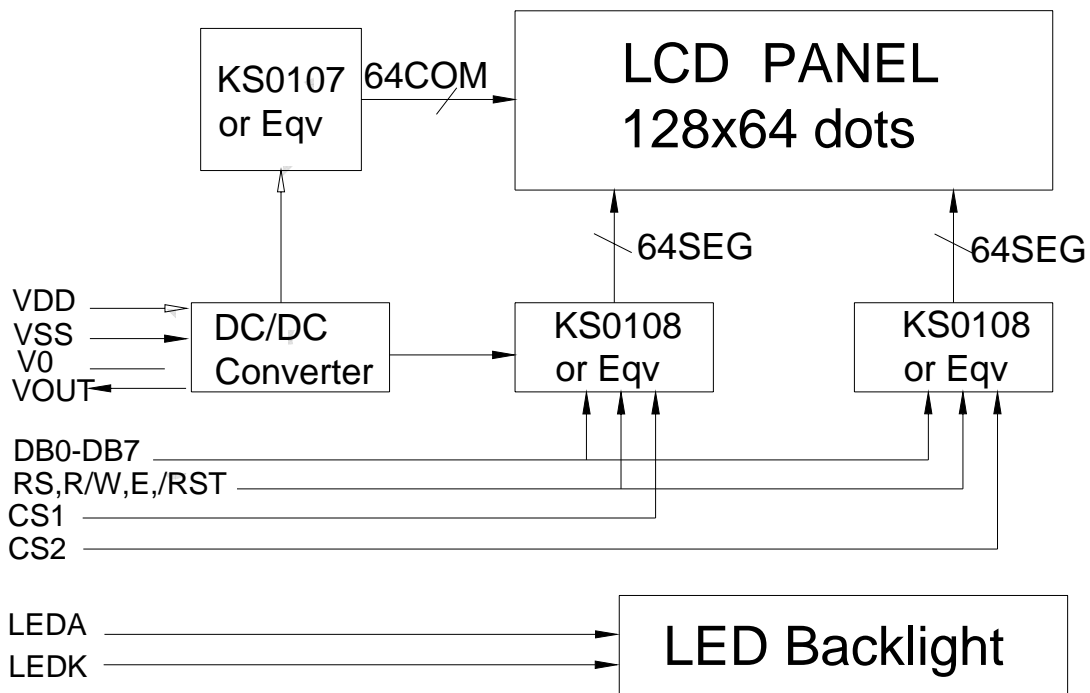 KS0107
or Eqv
64COM
LCD PANEL
128x64 dots
64SEG
64SEG
VDD
VSS
V0
VOUT
DC/DC
Converter
KS0108
or Eqv
KS0108
or Eqv
DB0-DB7
RS,R/W,E,/RST
CS1
CS2
LEDA
LEDK
LED Backlight